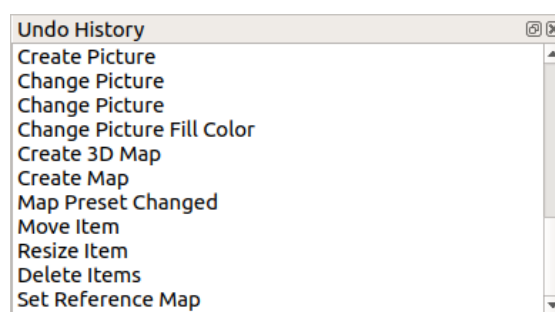 Undo History
Create Picture
Change Picture
Change Picture
Change Picture Fill Color
Create 3D Map
Create Map
Map Preset Changed
Move Item
Resize Item
Delete Items
Set Reference Map